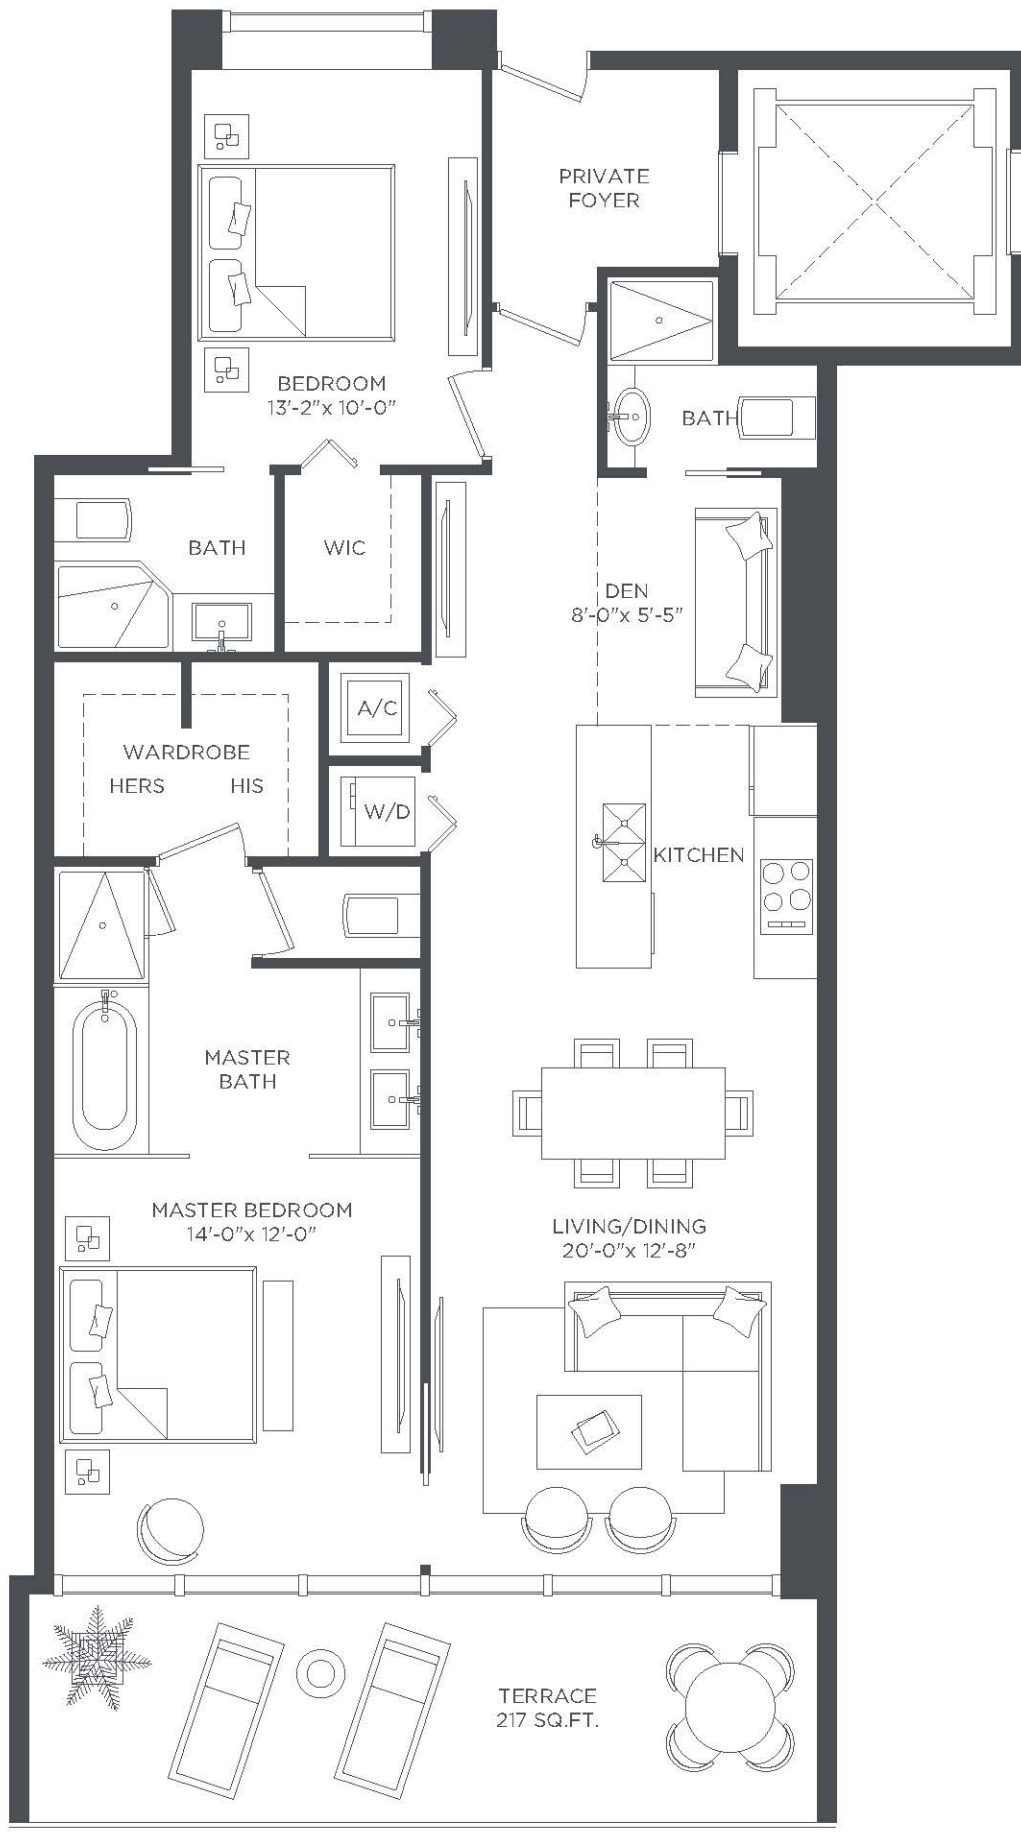 PRIVATE
FOYER
BEDROOM
13'-2"x 10'-0"
BATH
BATH
WIC
DEN
8'-0"x 5'-5"
A/C
WARDROBE
HERS
HIS
W/D
KITCHEN
MASTER
BATH
MASTER BEDROOM
14'-0"x 12'-0"
LIVING/DINING
20'-0"x 12'-8"
TERRACE
217 SQ.FT.